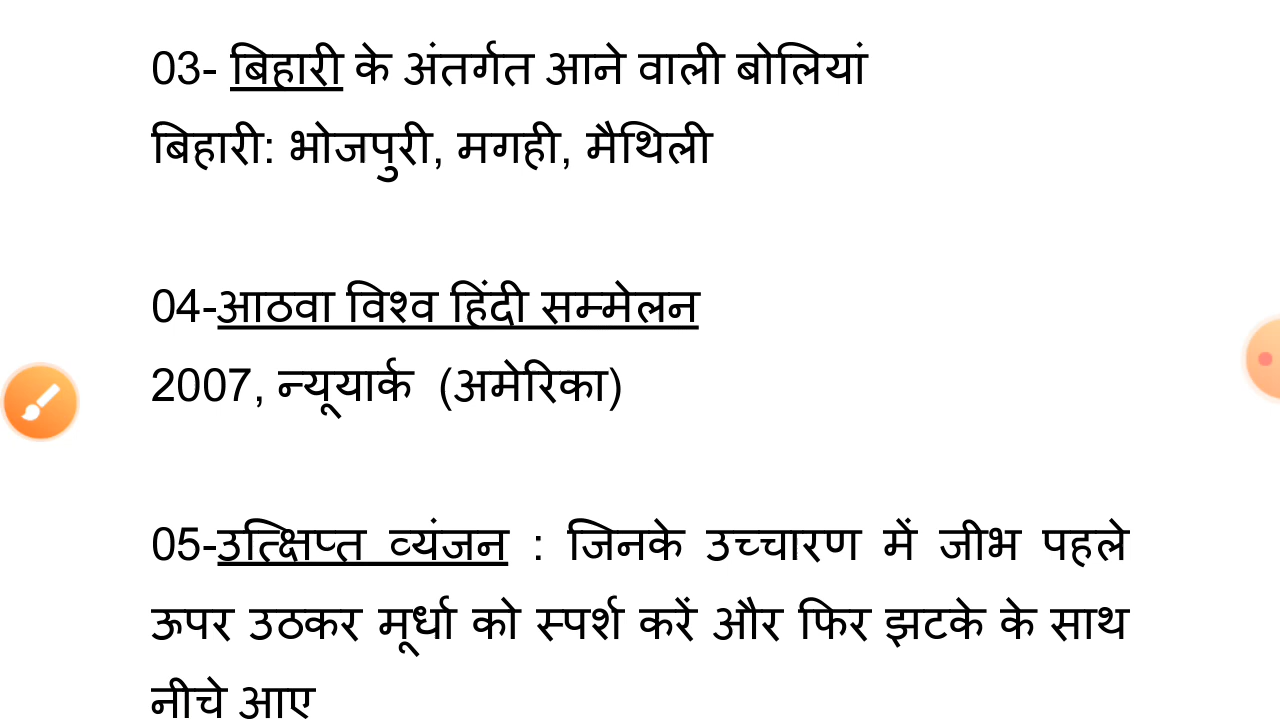 03- बिहारी के अंतर्गत आने वाली बोलियां
बिहारी: भोजपुरी, मगही, मैथिली
04-आठवा विश्व हिंदी सम्मेलन
2007, न्यूयार्क (अमेरिका)
05-उत्क्षिप्त व्यंजन : जिनके उच्चारण में जीभ पहले
ऊपर उठकर मूर्धा को स्पर्श करें और फिर झटके के साथ
नीचे आए